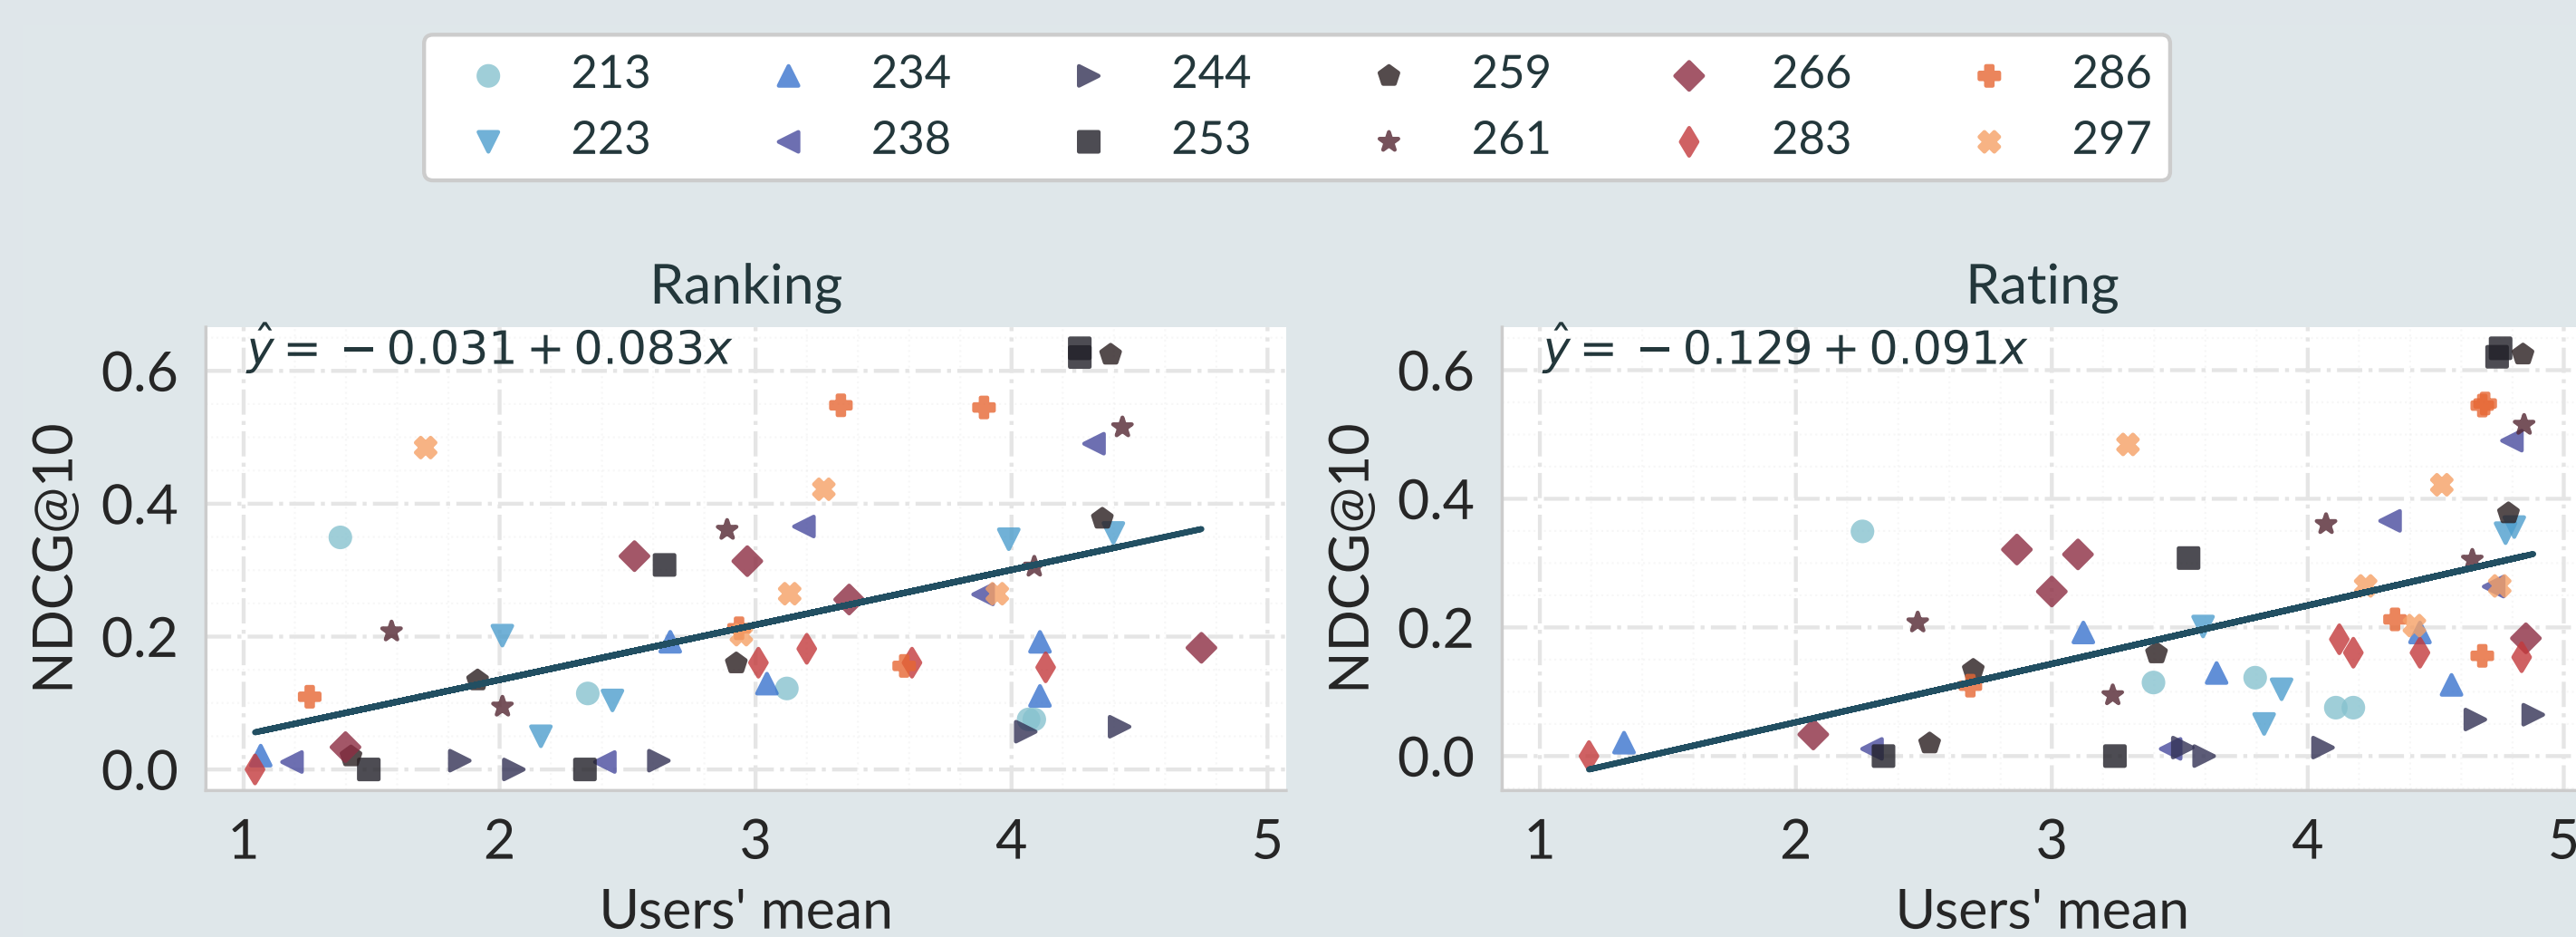 213 234 244 259 266 286
223 238 253 261 283 297
Ranking
ŷ = − 0.031 + 0.083x
0.6
0.4
0.2
0.0
NDCG@10
1 2 3 4 5
Users' mean
Rating
ŷ = − 0.129 + 0.091x
0.6
0.4
0.2
0.0
NDCG@10
1 2 3 4 5
Users' mean